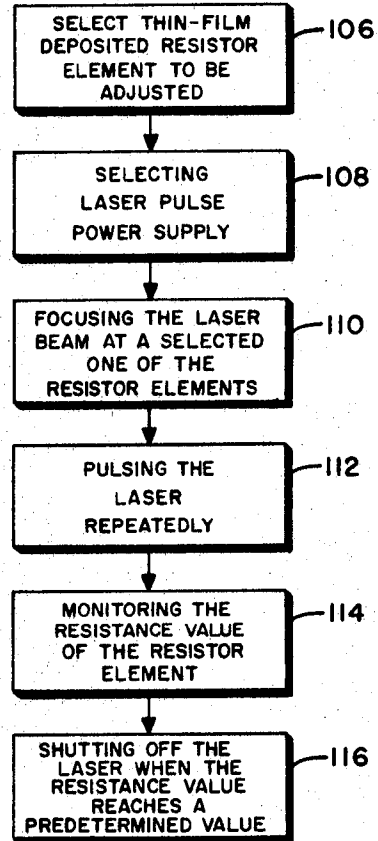 SELECT THIN-FILM
DEPOSITED RESISTOR
ELEMENT TO BE
ADJUSTED
106
SELECTING
LASER PULSE
POWER SUPPLY
108
FOCUSING THE LASER
BEAM AT A SELECTED
ONE OF THE
RESISTOR ELEMENTS
110
PULSING THE
LASER
REPEATEDLY
112
MONITORING THE
RESISTANCE VALUE
OF THE RESISTOR
ELEMENT
114
SHUTTING OFF THE
LASER WHEN THE
RESISTANCE VALUE
REACHES A
PREDETERMINED VALUE
116